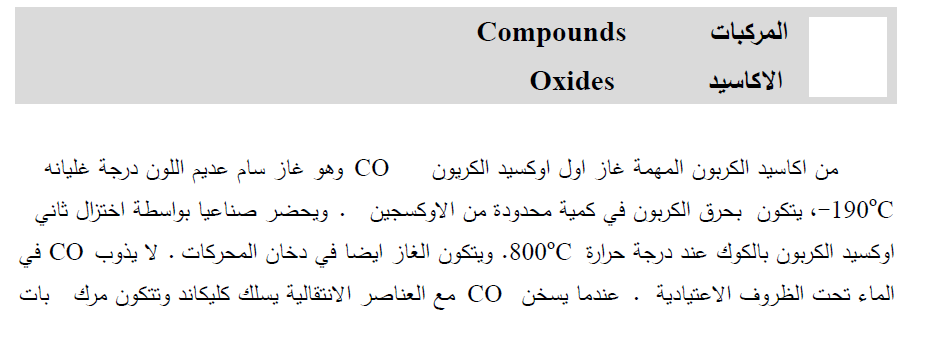 المركبات Compounds
الاكاسيد Oxides
من اكاسيد الكربون المهمة غاز اول اوكسيد الكريون CO وهو غاز سام عديم اللون درجة غليانه
-190°C، يتكون بحرق الكربون في كمية محدودة من الاوكسجين . ويحضر صناعيا بواسطة اختزال ثاني
اوكسيد الكربون بالكوك عند درجة حرارة 800°C. ويتكون الغاز ايضا في دخان المحركات . لا يذوب CO في
الماء تحت الظروف الاعتيادية . عندما يسخن CO مع العناصر الانتقالية يسلك كليكاند وتتكون مرك بات